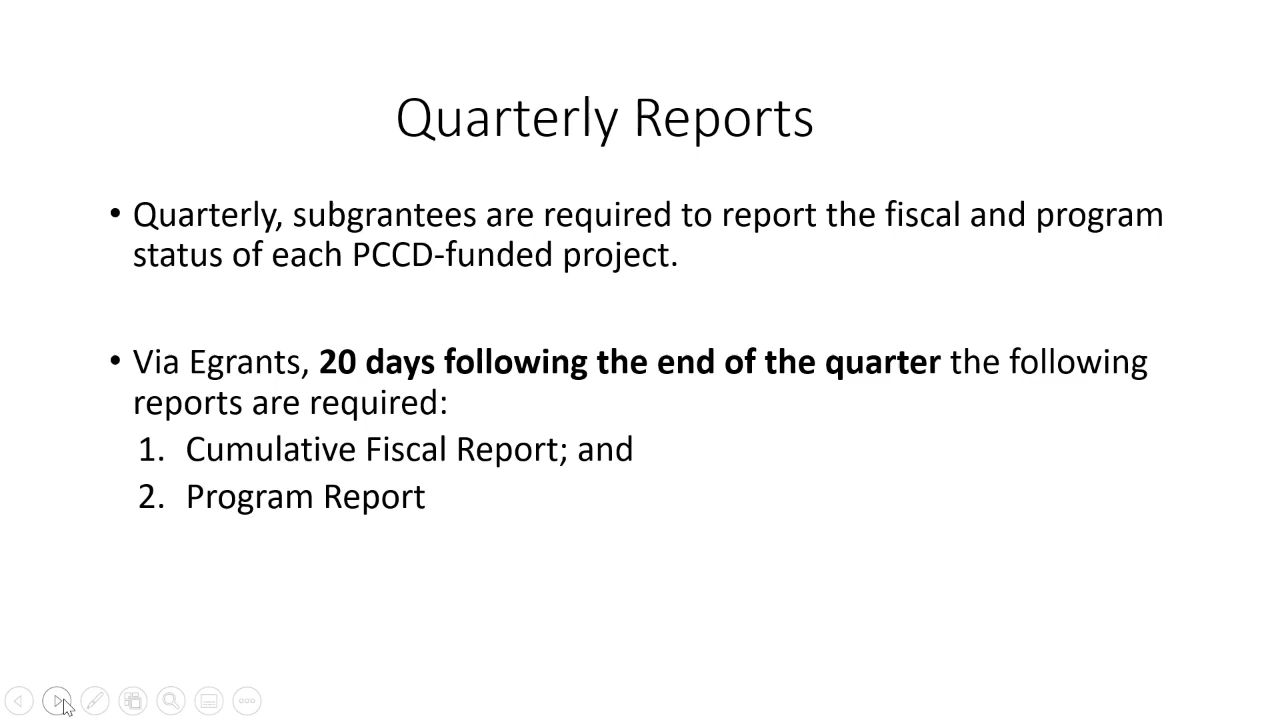 Quarterly Reports
• Quarterly, subgrantees are required to report the fiscal and program
status of each PCCD-funded project.
• Via Egrants, 20 days following the end of the quarter the following
reports are required:
1. Cumulative Fiscal Report; and
2. Program Report